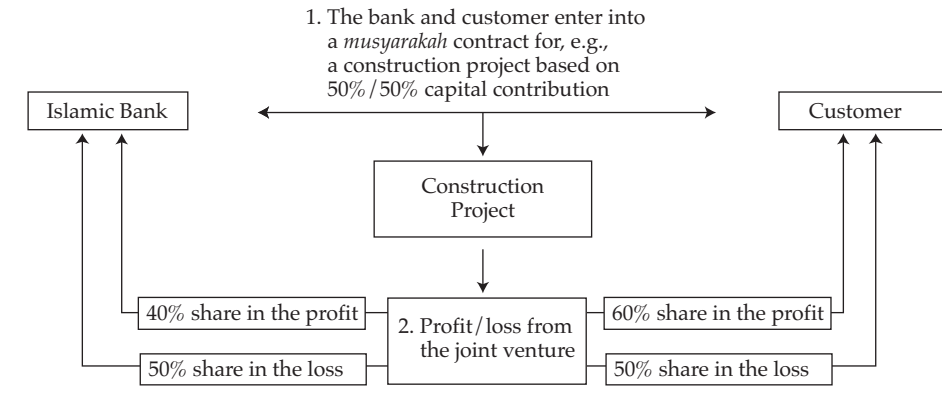 1. The bank and customer enter into
a musyarakah contract for, e.g.,
a construction project based on
50%/50% capital contribution
Islamic Bank
Customer
Construction
Project
40% share in the profit
2. Profit/loss from
the joint venture
60% share in the profit
50% share in the loss
50% share in the loss